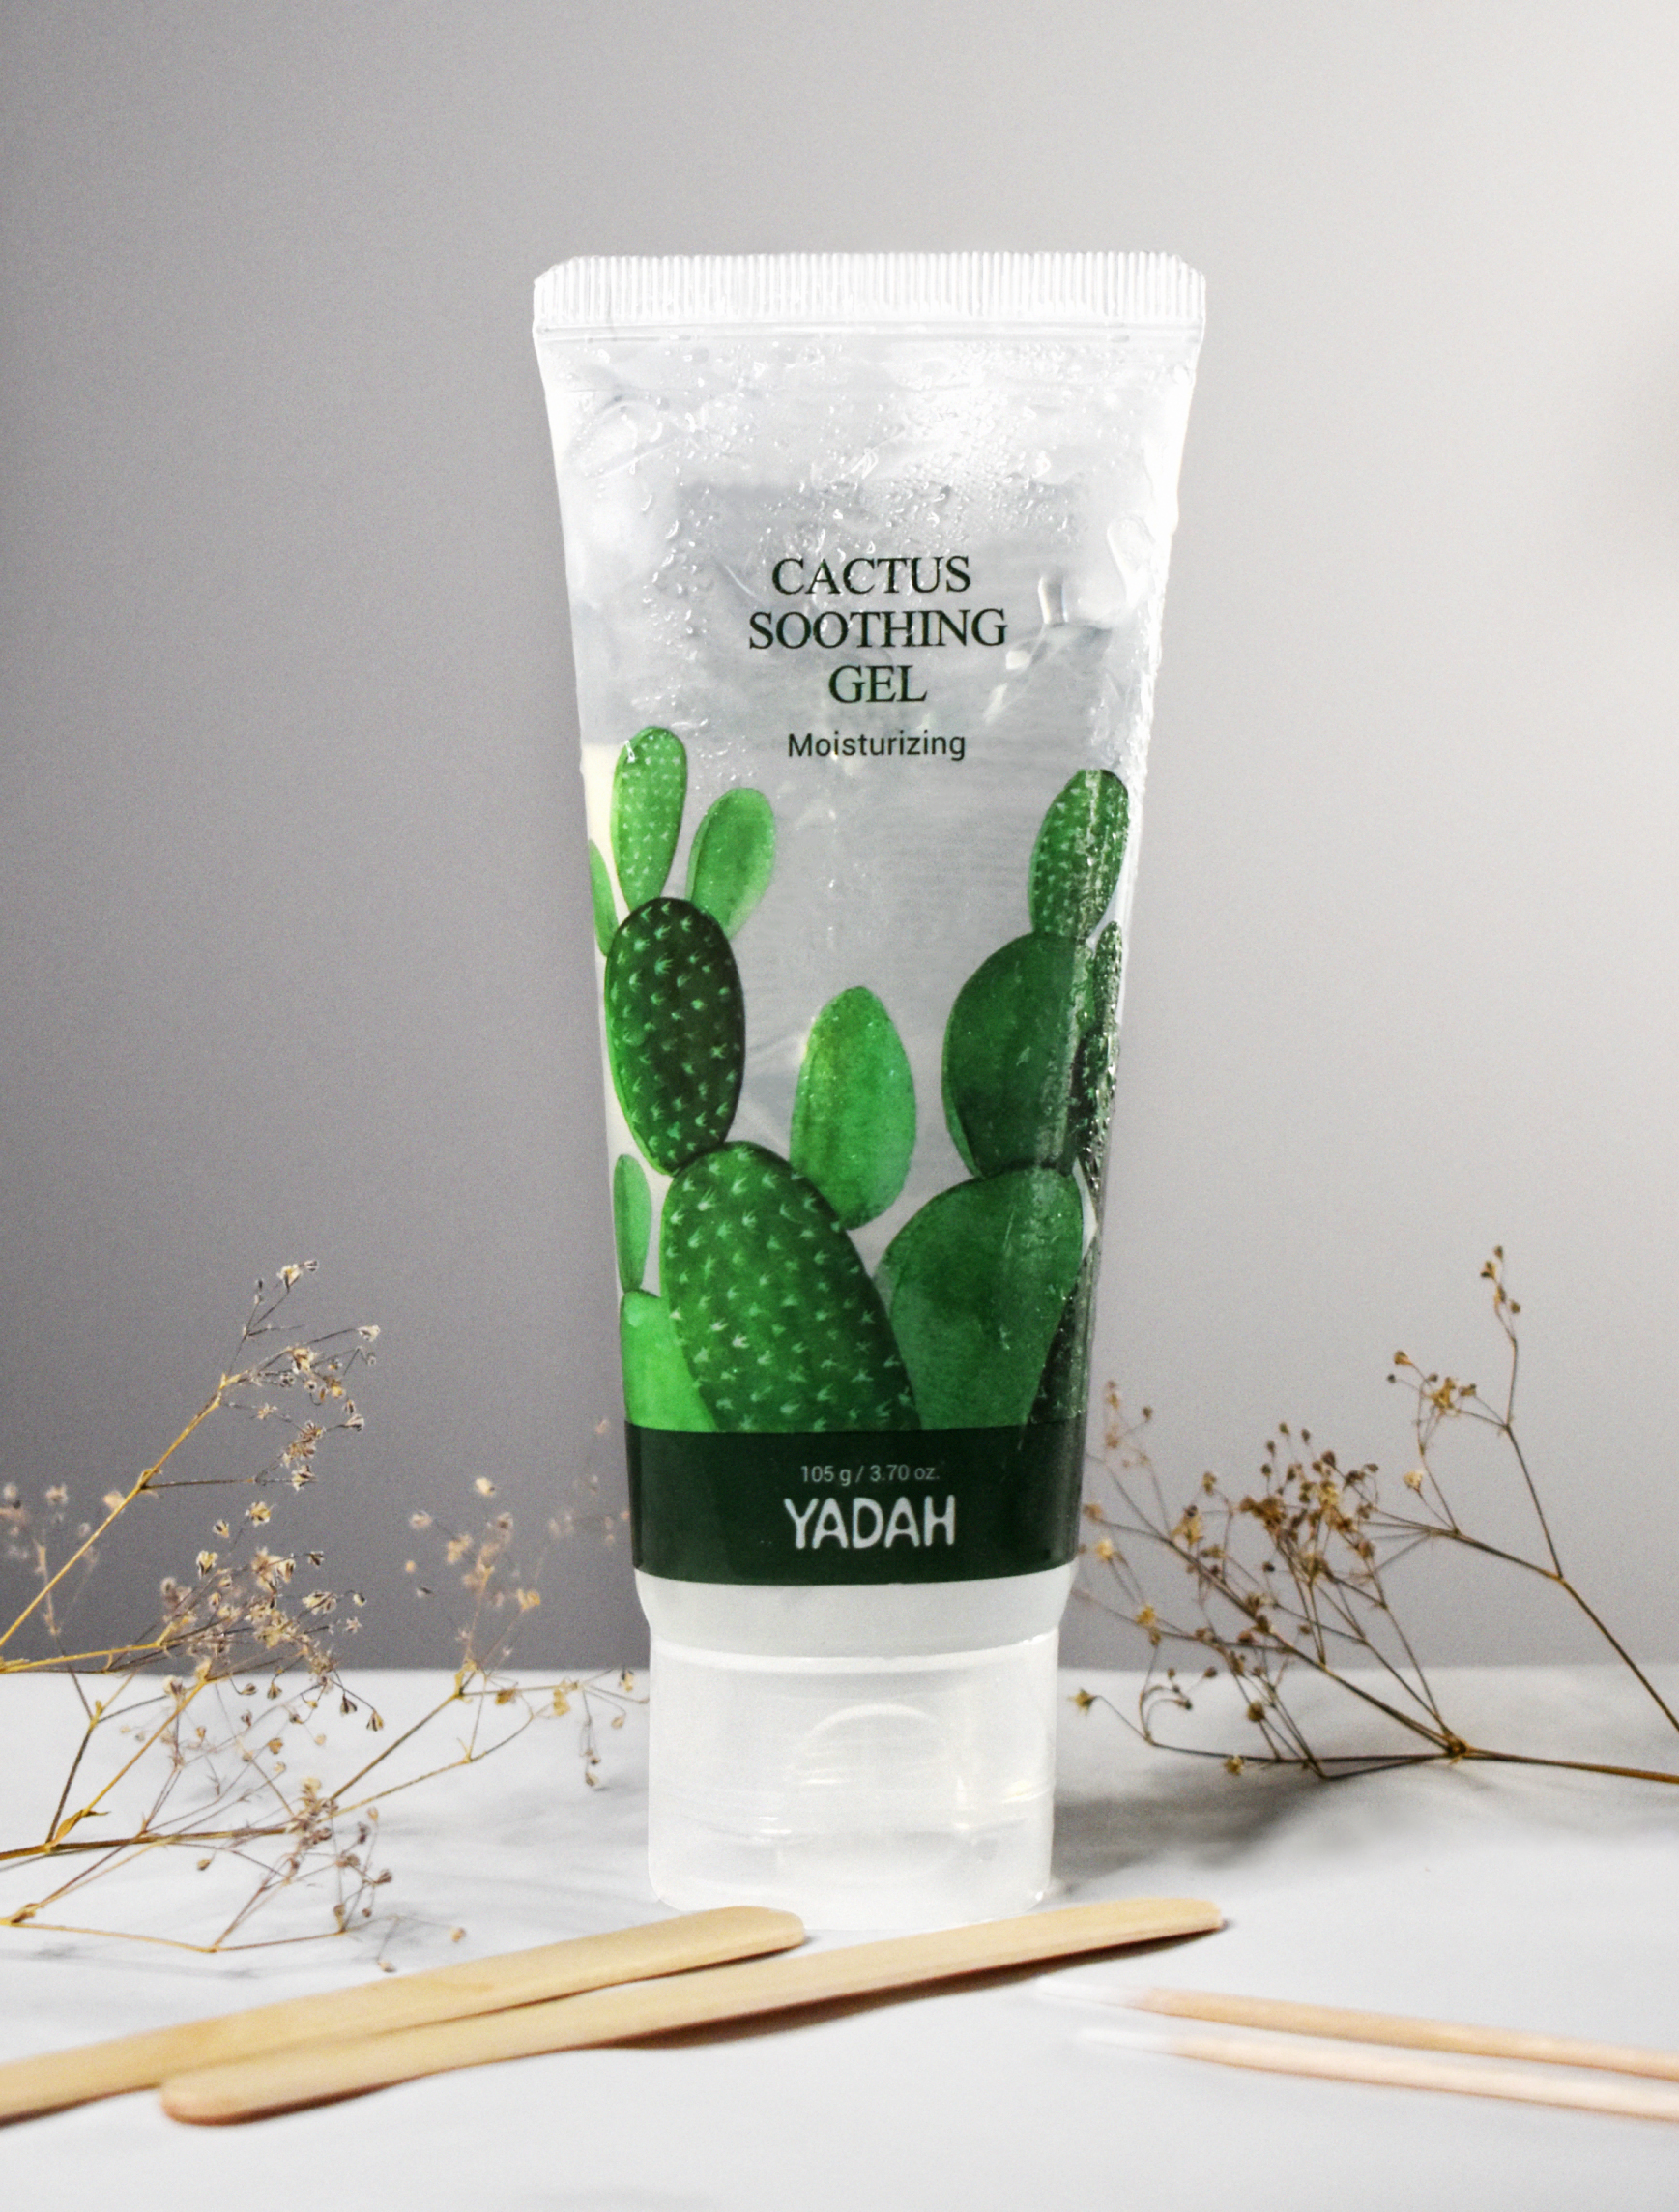 CACTUS
SOOTHING
GEL
Moisturizing
105 g / 3.70 oz.
YADAH